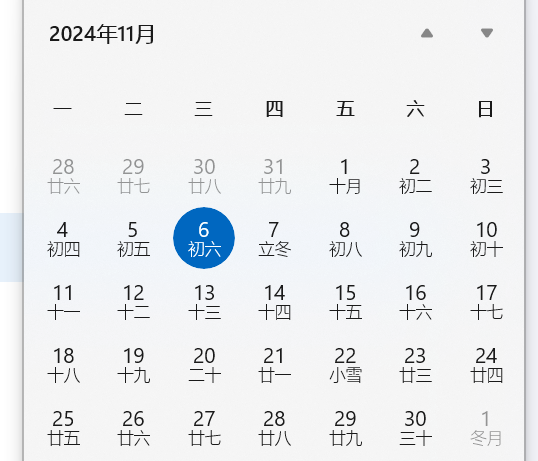 2024年11月
一 二 三 四 五 六 日
28 29 30 31 1 2 3
廿六 廿七 廿八 廿九 十月 初二 初三
4 5 6 7 8 9 10
初四 初五 初六 立冬 初八 初九 初十
11 12 13 14 15 16 17
十一 十二 十三 十四 十五 十六 十七
18 19 20 21 22 23 24
十八 十九 二十 廿一 小雪 廿三 廿四
25 26 27 28 29 30 1
廿五 廿六 廿七 廿八 廿九 三十 冬月